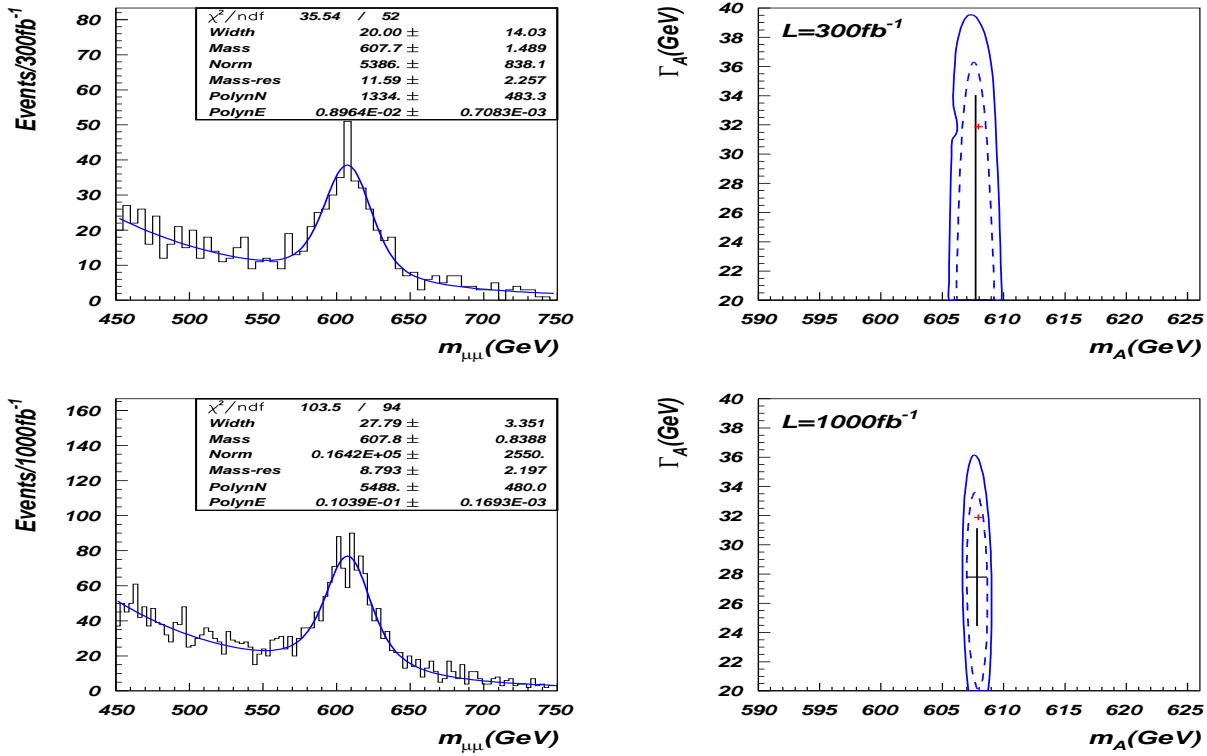 Events/300fb⁻¹
80
70
60
50
40
30
20
10
0
χ²/ndf 35.54 / 52
Width 20.00 ± 14.03
Mass 607.7 ± 1.489
Norm 5386. ± 838.1
Mass-res 11.59 ± 2.257
PolynN 1334. ± 483.3
PolynE 0.8964E-02 ± 0.7083E-03
450 500 550 600 650 700 750
m_μμ(GeV)
Γ_A(GeV)
40
38
36
34
32
30
28
26
24
22
20
L=300fb⁻¹
590 595 600 605 610 615 620 625
m_A(GeV)
Events/1000fb⁻¹
160
140
120
100
80
60
40
20
0
χ²/ndf 103.5 / 94
Width 27.79 ± 3.351
Mass 607.8 ± 0.8388
Norm 0.1642E+05 ± 2550.
Mass-res 8.793 ± 2.197
PolynN 5488. ± 480.0
PolynE 0.1039E-01 ± 0.1693E-03
450 500 550 600 650 700 750
m_μμ(GeV)
Γ_A(GeV)
40
38
36
34
32
30
28
26
24
22
20
L=1000fb⁻¹
590 595 600 605 610 615 620 625
m_A(GeV)